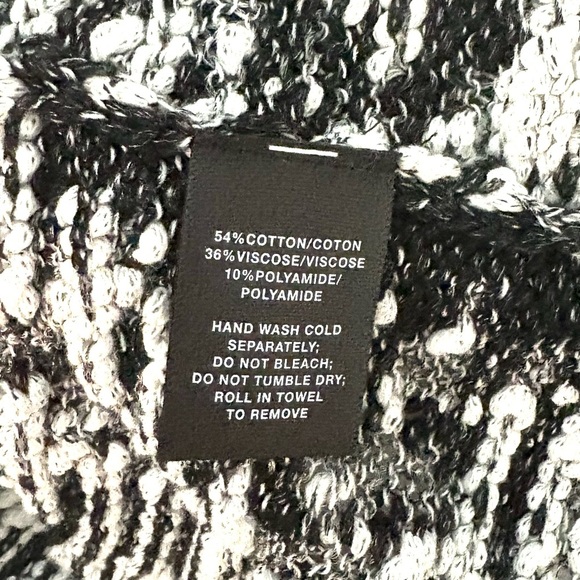 54%COTTON/COTON
36%VISCOSE/VISCOSE
10%POLYAMIDE/
POLYAMIDE
HAND WASH COLD
SEPARATELY;
DO NOT BLEACH;
DO NOT TUMBLE DRY;
ROLL IN TOWEL
TO REMOVE